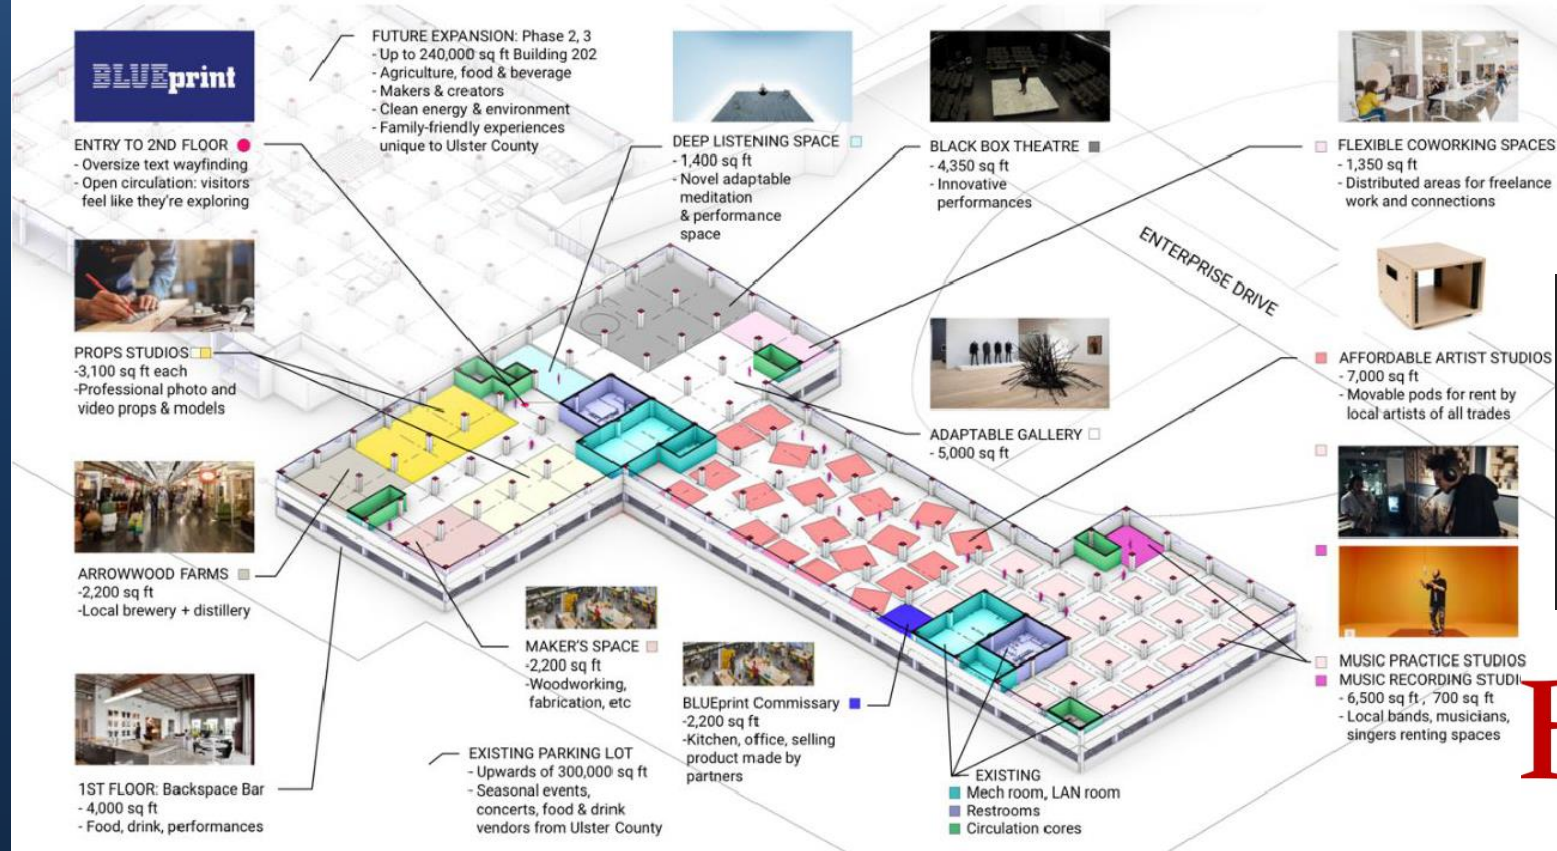 BLUEprint
ENTRY TO 2ND FLOOR
- Oversize text wayfinding
- Open circulation: visitors
feel like they're exploring
FUTURE EXPANSION: Phase 2, 3
- Up to 240,000 sq ft Building 202
- Agriculture, food & beverage
- Makers & creators
- Clean energy & environment
- Family-friendly experiences
unique to Ulster County
DEEP LISTENING SPACE
- 1,400 sq ft
- Novel adaptable
meditation
& performance
space
BLACK BOX THEATRE
- 4,350 sq ft
- Innovative
performances
FLEXIBLE COWORKING SPACES
- 1,350 sq ft
- Distributed areas for freelance
work and connections
ENTERPRISE DRIVE
PROPS STUDIOS
-3,100 sq ft each
-Professional photo and
video props & models
AFFORDABLE ARTIST STUDIOS
- 7,000 sq ft
- Movable pods for rent by
local artists of all trades
ADAPTABLE GALLERY
- 5,000 sq ft
ARROWWOOD FARMS
-2,200 sq ft
-Local brewery + distillery
MAKER'S SPACE
-2,200 sq ft
-Woodworking,
fabrication, etc
BLUEprint Commissary
-2,200 sq ft
-Kitchen, office, selling
product made by
partners
MUSIC PRACTICE STUDIOS
MUSIC RECORDING STUDI
- 6,500 sq ft, 700 sq ft
- Local bands, musicians,
singers renting spaces
1ST FLOOR: Backspace Bar
- 4,000 sq ft
- Food, drink, performances
EXISTING PARKING LOT
- Upwards of 300,000 sq ft
- Seasonal events,
concerts, food & drink
vendors from Ulster County
EXISTING
Mech room, LAN room
Restrooms
Circulation cores